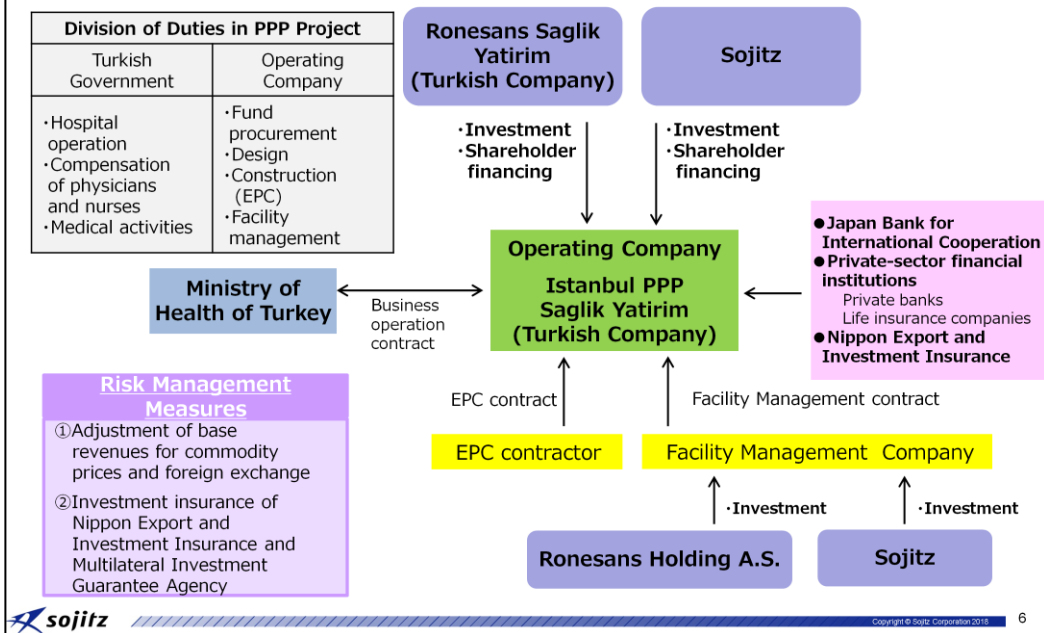 Division of Duties in PPP Project
Turkish
Government
Operating
Company
・Hospital
operation
・Compensation
of physicians
and nurses
・Medical activities
・Fund
procurement
・Design
・Construction
(EPC)
・Facility
management
Ronesans Saglik
Yatirim
(Turkish Company)
Sojitz
・Investment
・Shareholder
financing
・Investment
・Shareholder
financing
Operating Company
Istanbul PPP
Saglik Yatirim
(Turkish Company)
●Japan Bank for
International Cooperation
●Private-sector financial
institutions
Private banks
Life insurance companies
●Nippon Export and
Investment Insurance
Ministry of
Health of Turkey
Business
operation
contract
Risk Management
Measures
①Adjustment of base
revenues for commodity
prices and foreign exchange
②Investment insurance of
Nippon Export and
Investment Insurance and
Multilateral Investment
Guarantee Agency
EPC contract
Facility Management contract
EPC contractor
Facility Management Company
・Investment
・Investment
Ronesans Holding A.S.
Sojitz
sojitz
Copyright © Sojitz Corporation 2018
6